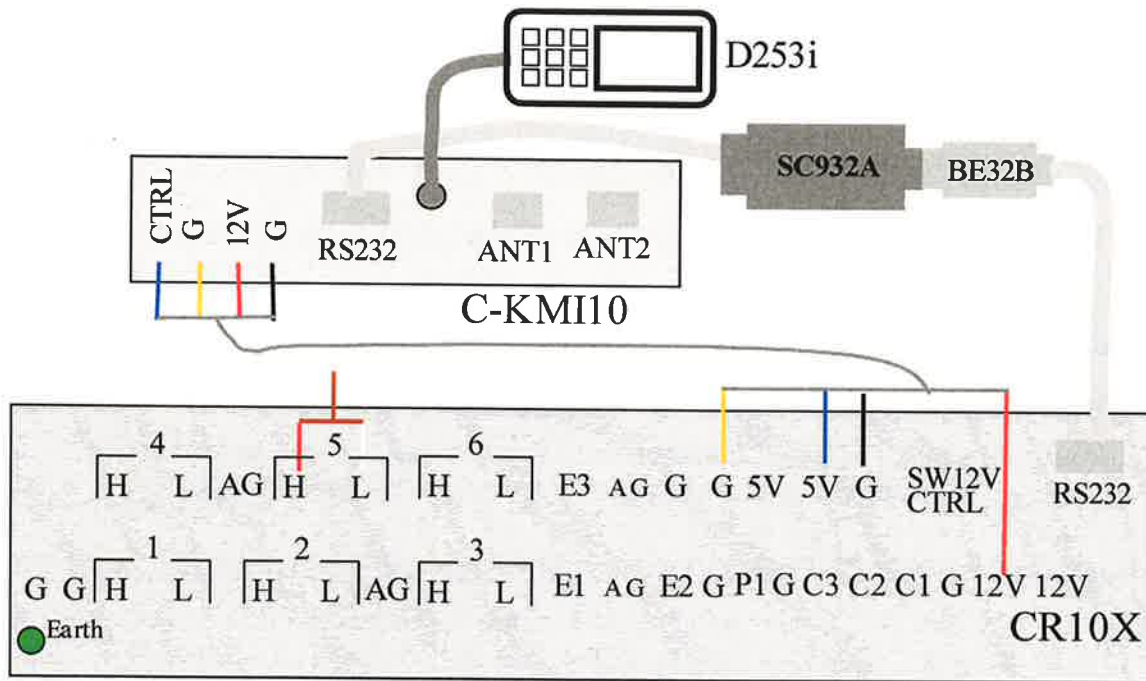 D253i
SC932A
BE32B
CTRL
G
12V
G
RS232
ANT1
ANT2
C-KMI10
4 5 6
H L AG H L H L E3 AG G G 5V 5V G SW12V
CTRL
RS232
1 2 3
G G H L H L AG H L E1 AG E2 G P1 G C3 C2 C1 G 12V 12V
Earth
CR10X